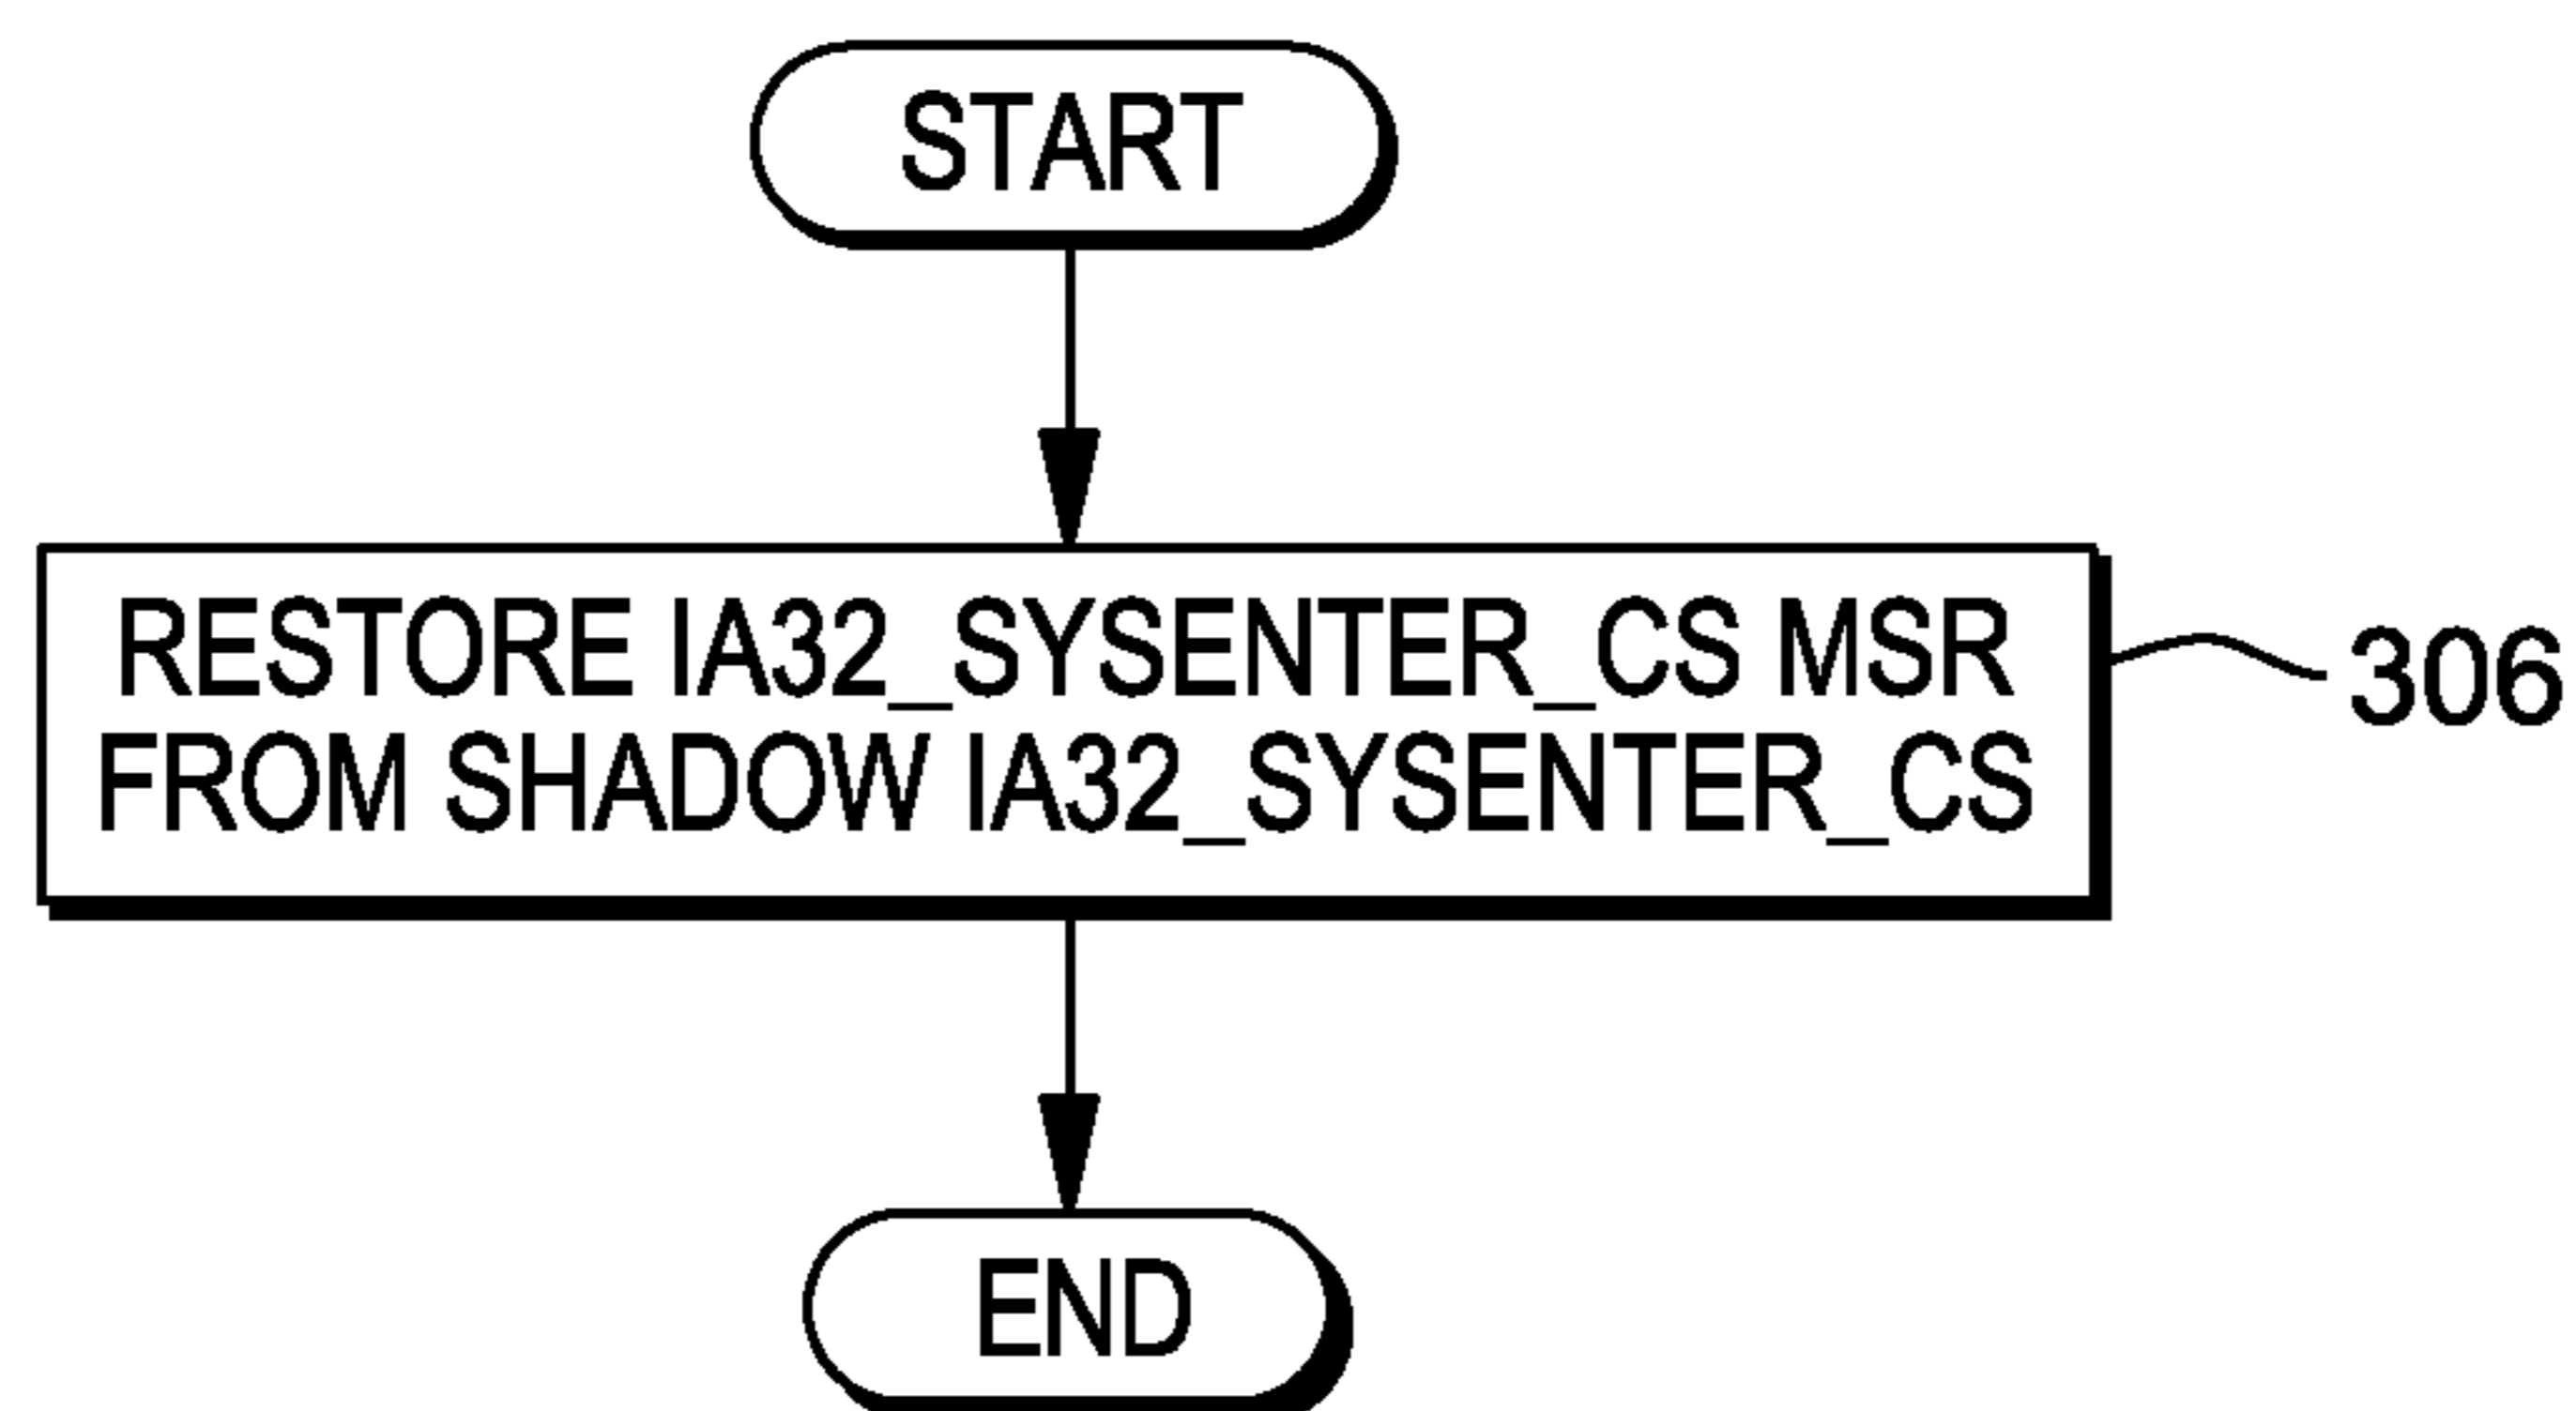 START
RESTORE IA32_SYSENTER_CS MSR
FROM SHADOW IA32_SYSENTER_CS
306
END